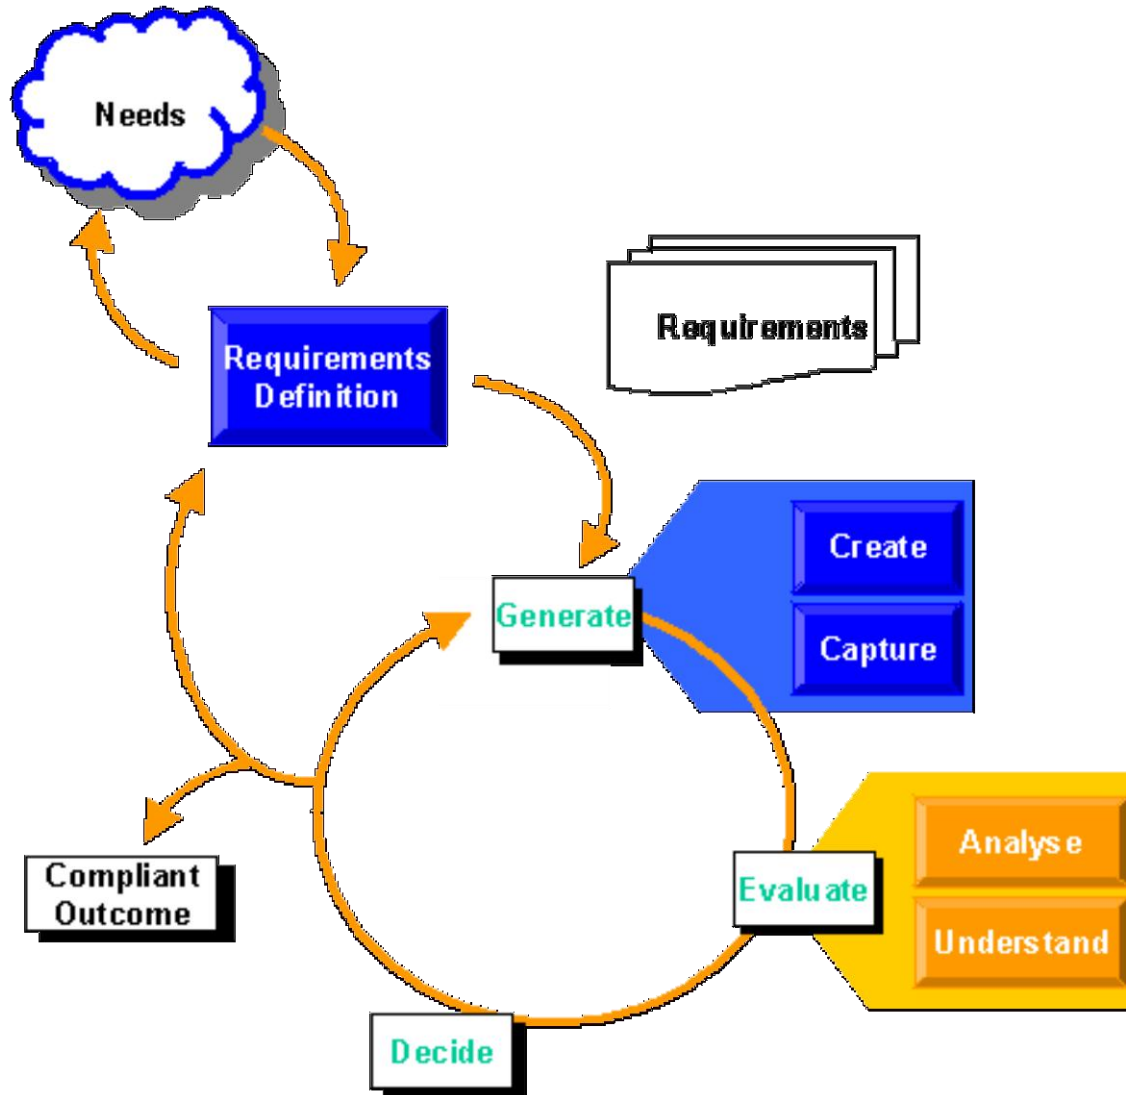 Needs
Requirements
Definition
Requirements
Create
Generate
Capture
Analyse
Compliant
Outcome
Evaluate
Understand
Decide